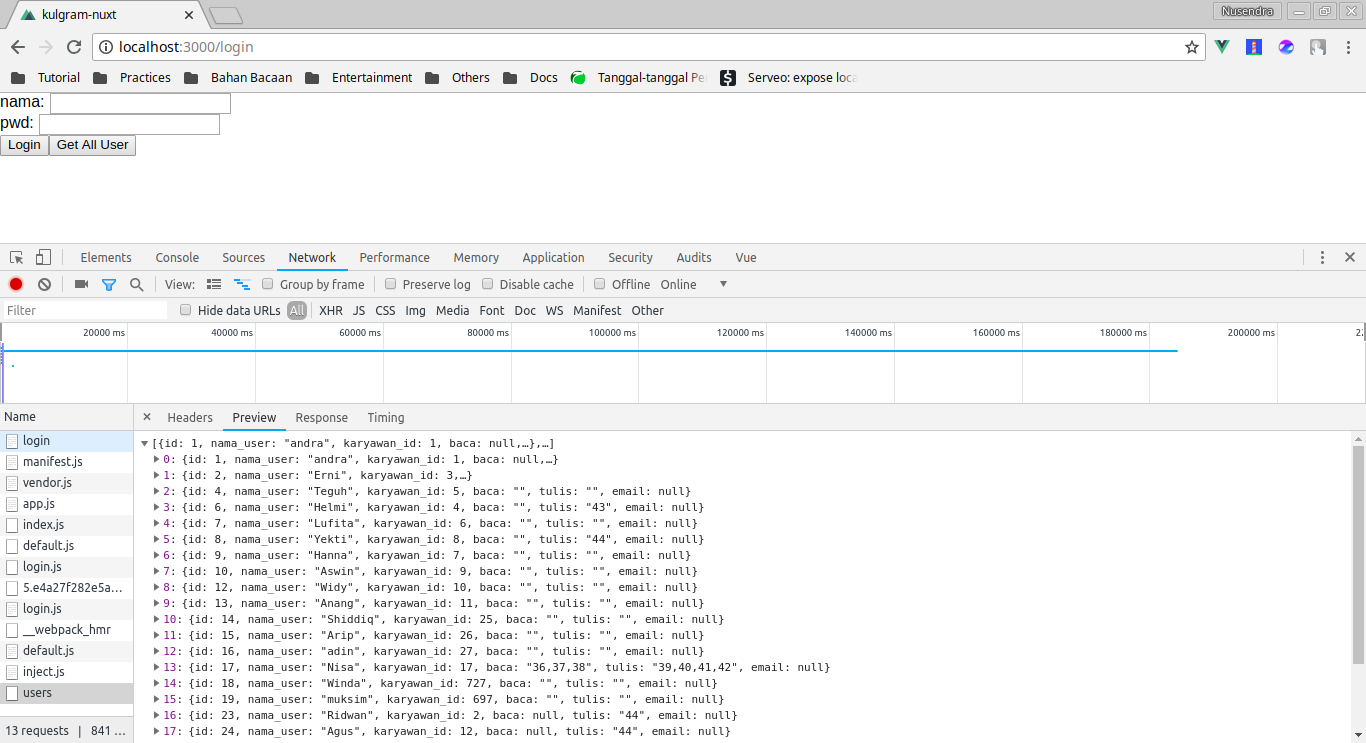 kulgram-nuxt
Nusendra
localhost:3000/login
Tutorial Practices Bahan Bacaan Entertainment Others Docs Tanggal-tanggal Pe Serveo: expose loca
nama:
pwd:
Login Get All User
Elements Console Sources Network Performance Memory Application Security Audits Vue
View: Group by frame Preserve log Disable cache Offline Online
Filter Hide data URLs All XHR JS CSS Img Media Font Doc WS Manifest Other
20000 ms 40000 ms 60000 ms 80000 ms 100000 ms 120000 ms 140000 ms 160000 ms 180000 ms 200000 ms 22
Name
× Headers Preview Response Timing
login
manifest.js
vendor.js
app.js
index.js
default.js
login.js
5.e4a27f282e5a...
login.js
__webpack_hmr
default.js
inject.js
users
13 requests | 841 ...
[{id: 1, nama_user: "andra", karyawan_id: 1, baca: null,…},…]
0: {id: 1, nama_user: "andra", karyawan_id: 1, baca: null,…}
1: {id: 2, nama_user: "Erni", karyawan_id: 3,…}
2: {id: 4, nama_user: "Teguh", karyawan_id: 5, baca: "", tulis: "", email: null}
3: {id: 6, nama_user: "Helmi", karyawan_id: 4, baca: "", tulis: "43", email: null}
4: {id: 7, nama_user: "Lufita", karyawan_id: 6, baca: "", tulis: "", email: null}
5: {id: 8, nama_user: "Yekti", karyawan_id: 8, baca: "", tulis: "44", email: null}
6: {id: 9, nama_user: "Hanna", karyawan_id: 7, baca: "", tulis: "", email: null}
7: {id: 10, nama_user: "Aswin", karyawan_id: 9, baca: "", tulis: "", email: null}
8: {id: 12, nama_user: "Widy", karyawan_id: 10, baca: "", tulis: "", email: null}
9: {id: 13, nama_user: "Anang", karyawan_id: 11, baca: "", tulis: "", email: null}
10: {id: 14, nama_user: "Shiddiq", karyawan_id: 25, baca: "", tulis: "", email: null}
11: {id: 15, nama_user: "Arip", karyawan_id: 26, baca: "", tulis: "", email: null}
12: {id: 16, nama_user: "adin", karyawan_id: 27, baca: "", tulis: "", email: null}
13: {id: 17, nama_user: "Nisa", karyawan_id: 17, baca: "36,37,38", tulis: "39,40,41,42", email: null}
14: {id: 18, nama_user: "Winda", karyawan_id: 727, baca: "", tulis: "", email: null}
15: {id: 19, nama_user: "muksim", karyawan_id: 697, baca: "", tulis: "", email: null}
16: {id: 23, nama_user: "Ridwan", karyawan_id: 2, baca: null, tulis: "44", email: null}
17: {id: 24, nama_user: "Agus", karyawan_id: 12, baca: null, tulis: "44", email: null}